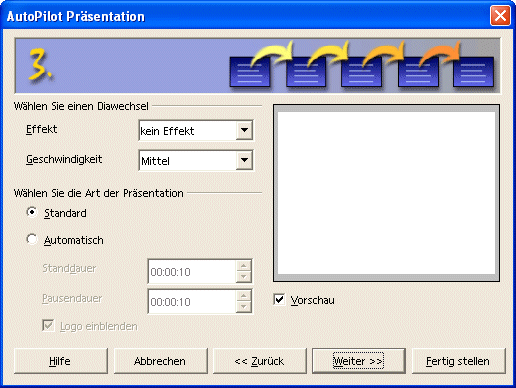 AutoPilot Präsentation
3.
Wählen Sie einen Diawechsel
Effekt
kein Effekt
Geschwindigkeit
Mittel
Wählen Sie die Art der Präsentation
Standard
Automatisch
Standdauer
00:00:10
Pausendauer
00:00:10
Logo einblenden
Vorschau
Hilfe
Abbrechen
<< Zurück
Weiter >>
Fertig stellen